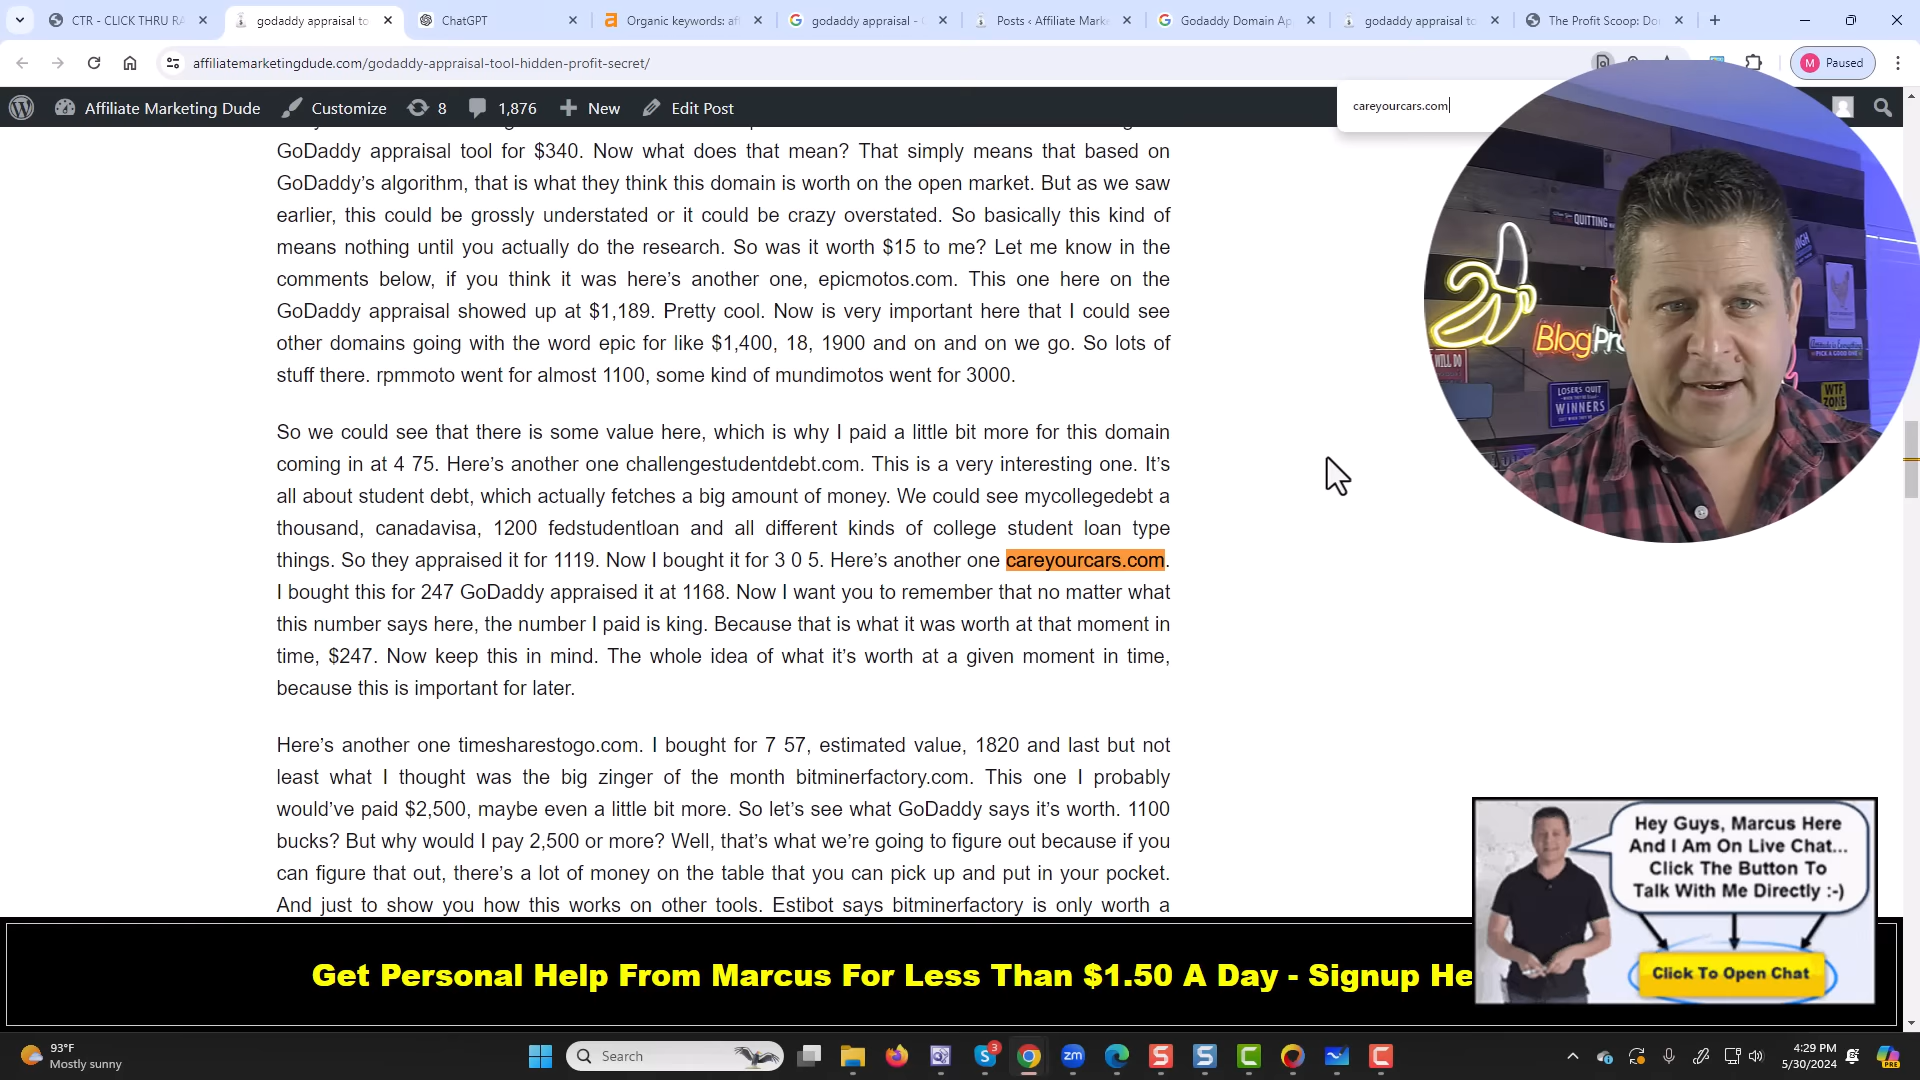 CTR - CLICK THRU RA
godaddy appraisal to
ChatGPT
Organic keywords: af
godaddy appraisal -
Posts ‹ Affiliate Marke
Godaddy Domain Ap
godaddy appraisal to
The Profit Scoop: Do
affiliatemarketingdude.com/godaddy-appraisal-tool-hidden-profit-secret/
M Paused
Affiliate Marketing Dude
Customize
8
1,876
New
Edit Post
careyourcars.com
GoDaddy appraisal tool for $340. Now what does that mean? That simply means that based on
GoDaddy’s algorithm, that is what they think this domain is worth on the open market. But as we saw
earlier, this could be grossly understated or it could be crazy overstated. So basically this kind of
means nothing until you actually do the research. So was it worth $15 to me? Let me know in the
comments below, if you think it was here’s another one, epicmotos.com. This one here on the
GoDaddy appraisal showed up at $1,189. Pretty cool. Now is very important here that I could see
other domains going with the word epic for like $1,400, 18, 1900 and on and on we go. So lots of
stuff there. rpmmoto went for almost 1100, some kind of mundimotos went for 3000.
So we could see that there is some value here, which is why I paid a little bit more for this domain
coming in at 4 75. Here’s another one challengestudentdebt.com. This is a very interesting one. It’s
all about student debt, which actually fetches a big amount of money. We could see mycollegedebt a
thousand, canadavisa, 1200 fedstudentloan and all different kinds of college student loan type
things. So they appraised it for 1119. Now I bought it for 3 0 5. Here’s another one careyourcars.com.
I bought this for 247 GoDaddy appraised it at 1168. Now I want you to remember that no matter what
this number says here, the number I paid is king. Because that is what it was worth at that moment in
time, $247. Now keep this in mind. The whole idea of what it’s worth at a given moment in time,
because this is important for later.
Here’s another one timesharestogo.com. I bought for 7 57, estimated value, 1820 and last but not
least what I thought was the big zinger of the month bitminerfactory.com. This one I probably
would’ve paid $2,500, maybe even a little bit more. So let’s see what GoDaddy says it’s worth. 1100
bucks? But why would I pay 2,500 or more? Well, that’s what we’re going to figure out because if you
can figure that out, there’s a lot of money on the table that you can pick up and put in your pocket.
And just to show you how this works on other tools. Estibot says bitminerfactory is only worth a
QUITTING
BlogPro
WILL DO
LOSERS QUIT
WINNERS
WTF
ZONE
Hey Guys, Marcus Here
And I Am On Live Chat...
Click The Button To
Talk With Me Directly :-)
Click To Open Chat
Get Personal Help From Marcus For Less Than $1.50 A Day - Signup He
93°F
Mostly sunny
Search
3
zm
4:29 PM
5/30/2024
PRE